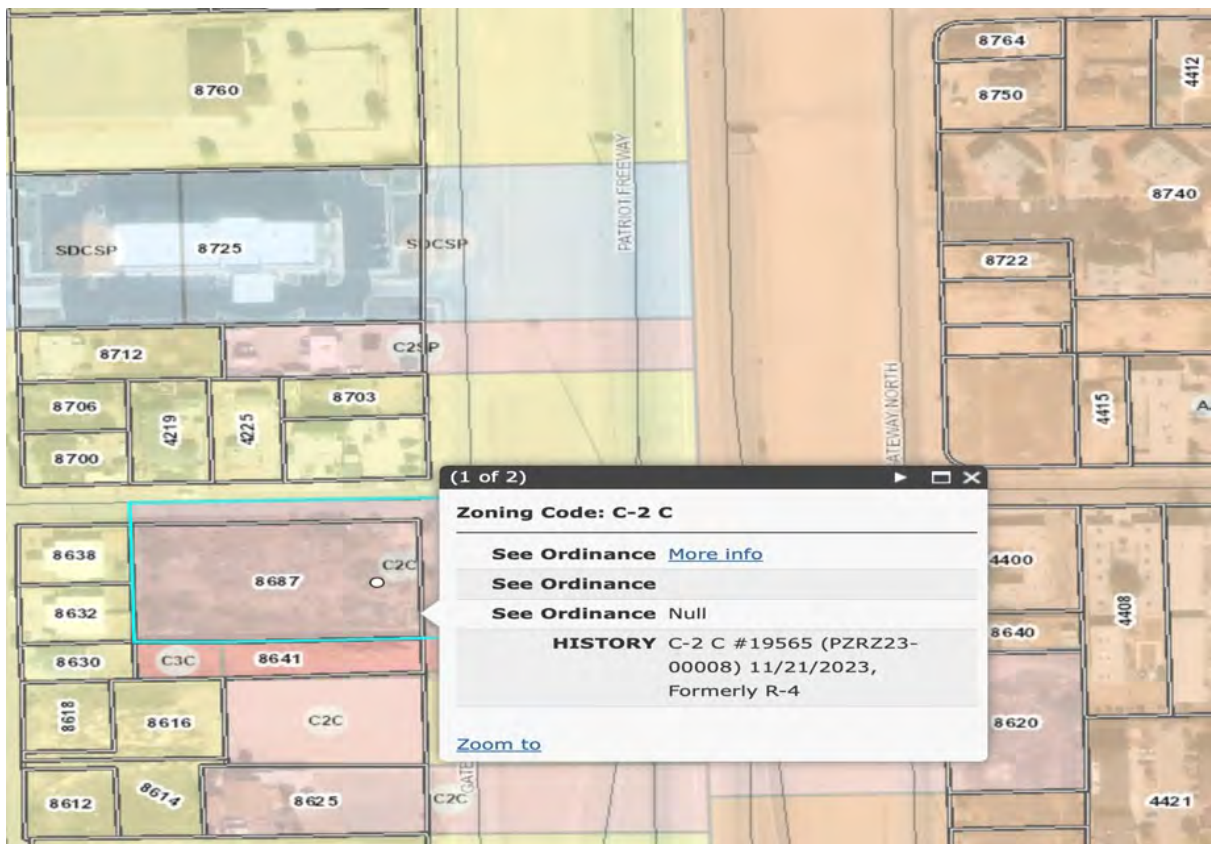 8764
4412
8750
8760
PATRIOT FREEWAY
8740
SDCSP
8725
SDCSP
8722
8712
C2SP
GATEWAY NORTH
8706
4219
4225
8703
4415
8700
(1 of 2)
Zoning Code: C-2 C
See Ordinance More info
See Ordinance
See Ordinance Null
HISTORY C-2 C #19565 (PZRZ23-
00008) 11/21/2023,
Formerly R-4
Zoom to
8638
C2C
8687
4400
8632
4408
8630
C3C
8641
8640
8618
8616
C2C
8620
8612
8614
8625
C2C
4421